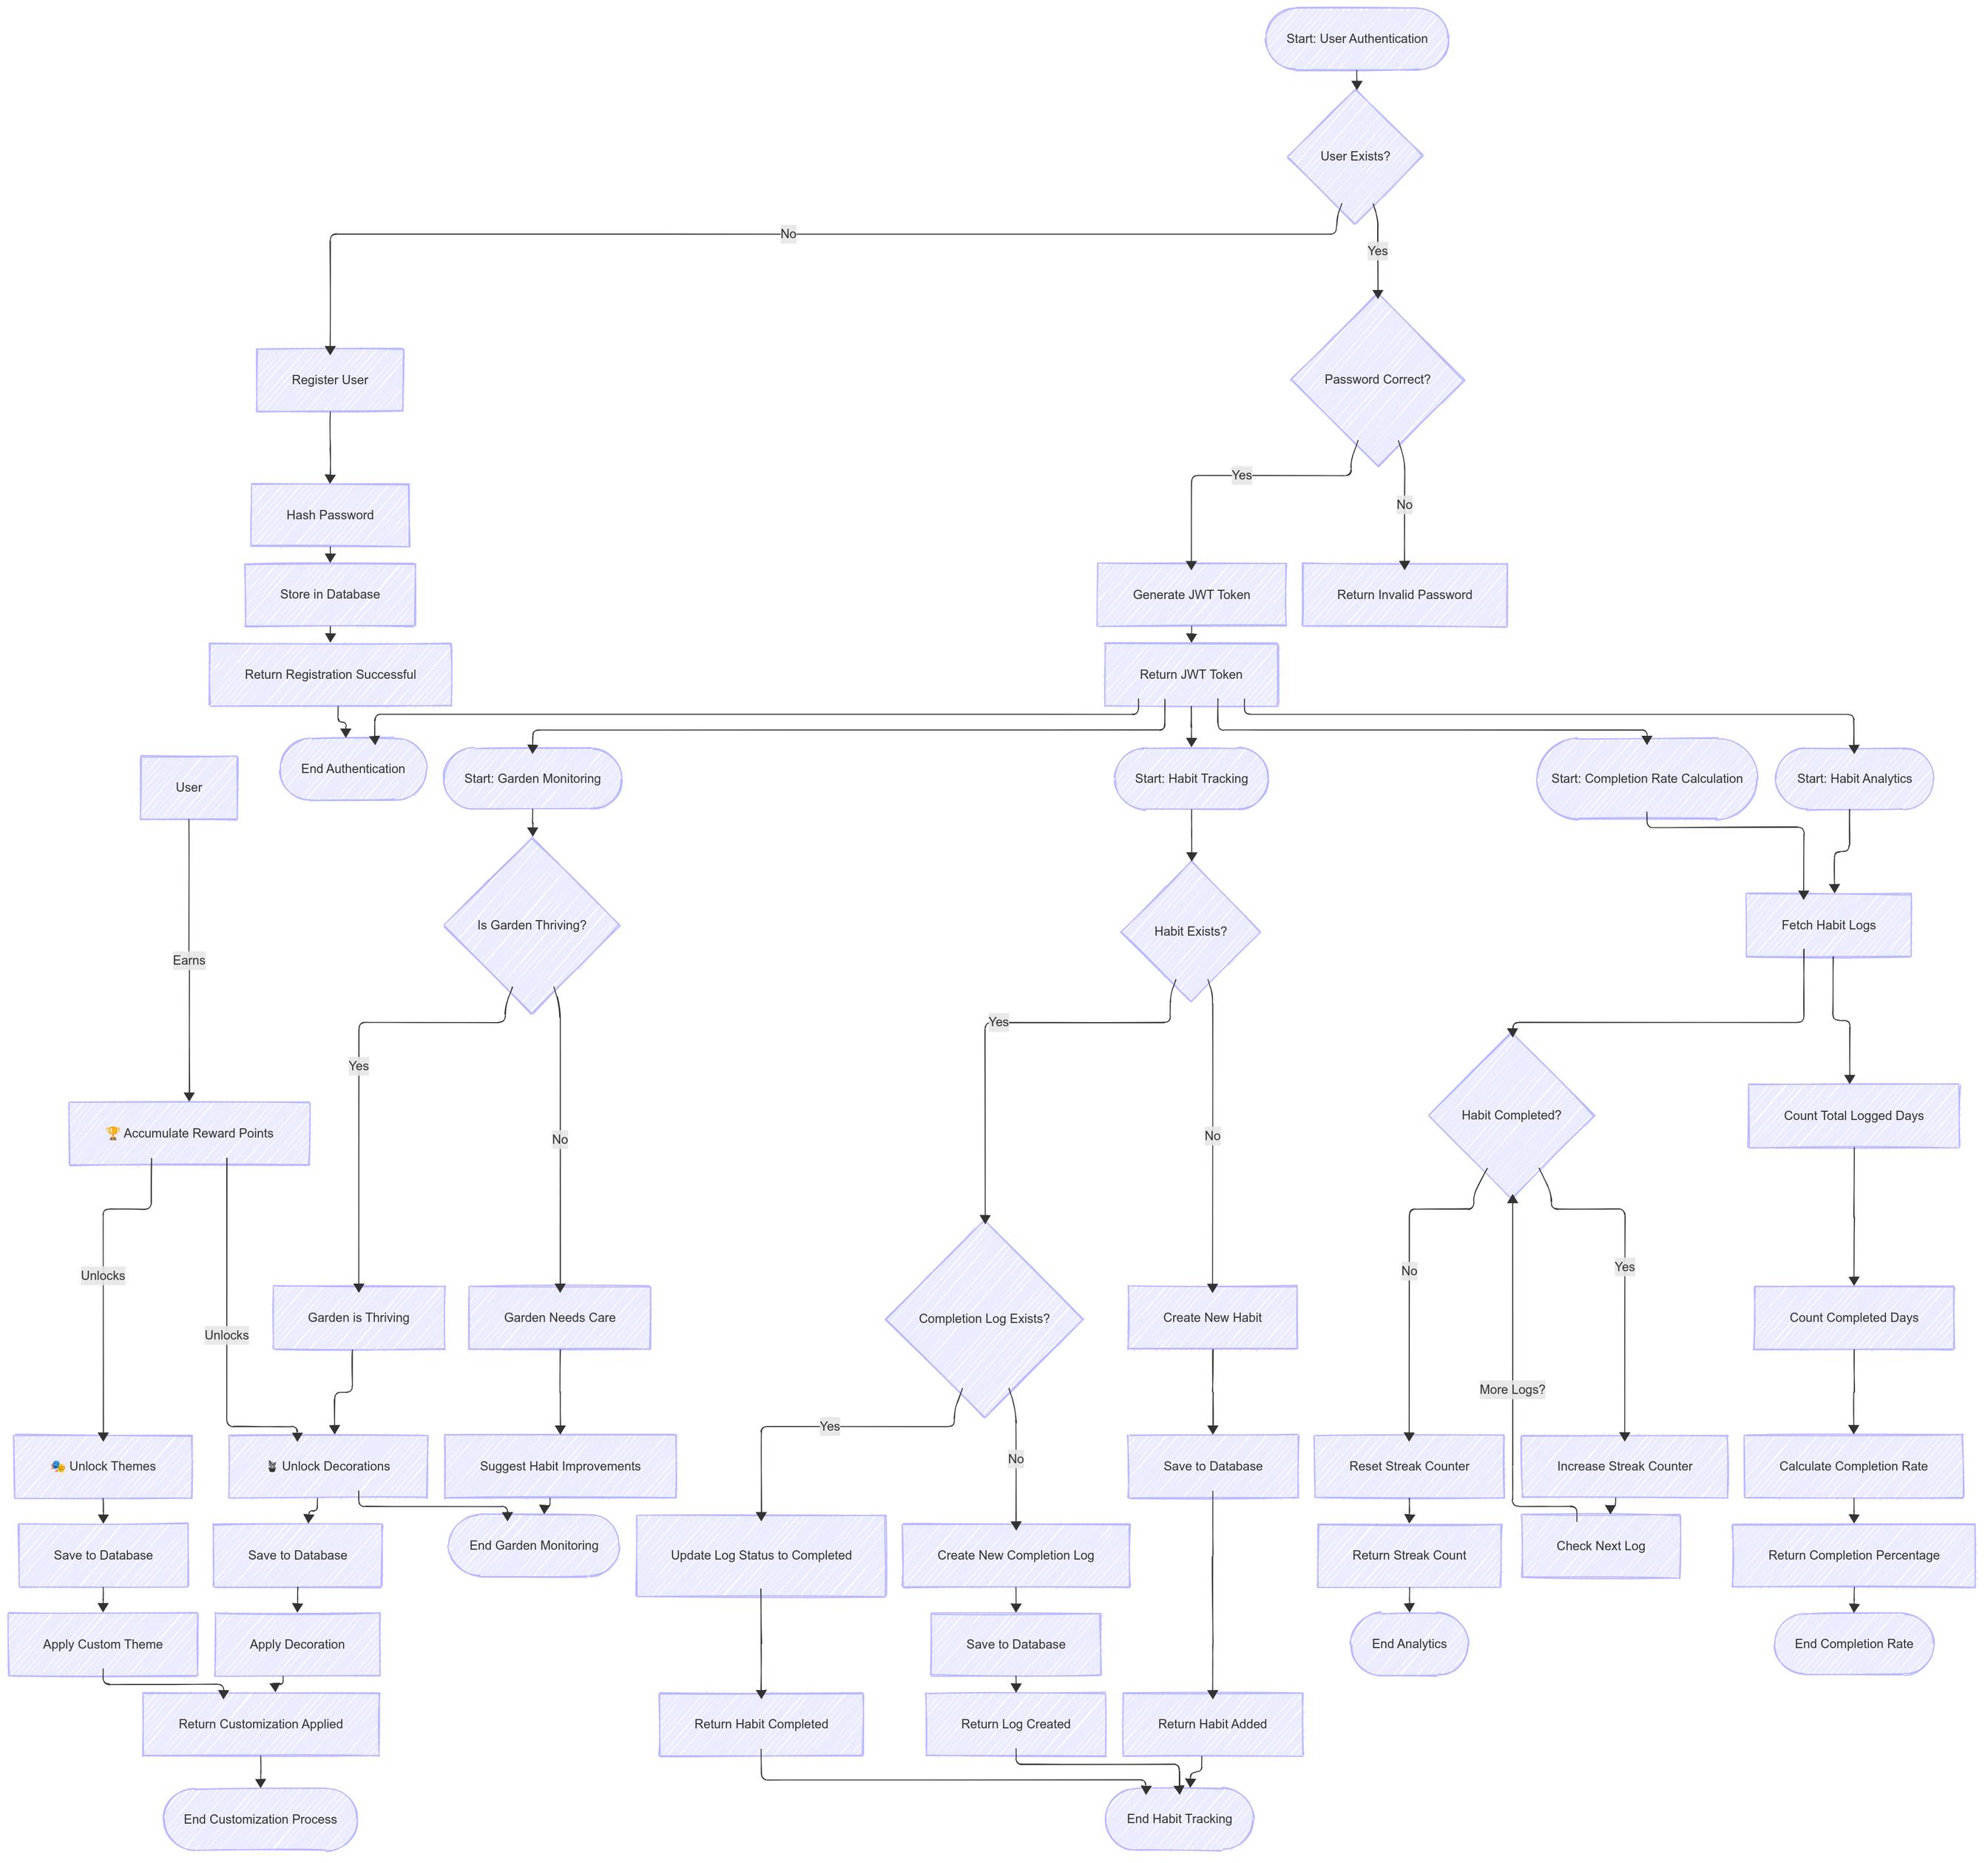 Start: User Authentication
User Exists?
No
Yes
Register User
Password Correct?
Yes
No
Hash Password
Store in Database
Generate JWT Token
Return Invalid Password
Return Registration Successful
Return JWT Token
User
End Authentication
Start: Garden Monitoring
Start: Habit Tracking
Start: Completion Rate Calculation
Start: Habit Analytics
Is Garden Thriving?
Habit Exists?
Fetch Habit Logs
Earns
Yes
Yes
No
No
🏆 Accumulate Reward Points
Habit Completed?
Count Total Logged Days
Unlocks
Unlocks
No
Yes
Garden is Thriving
Garden Needs Care
Completion Log Exists?
Create New Habit
Count Completed Days
More Logs?
Yes
No
🎭 Unlock Themes
🪴 Unlock Decorations
Suggest Habit Improvements
Save to Database
Reset Streak Counter
Increase Streak Counter
Calculate Completion Rate
Save to Database
Save to Database
End Garden Monitoring
Update Log Status to Completed
Create New Completion Log
Return Streak Count
Check Next Log
Return Completion Percentage
Apply Custom Theme
Apply Decoration
Save to Database
End Analytics
End Completion Rate
Return Customization Applied
Return Habit Completed
Return Log Created
Return Habit Added
End Customization Process
End Habit Tracking